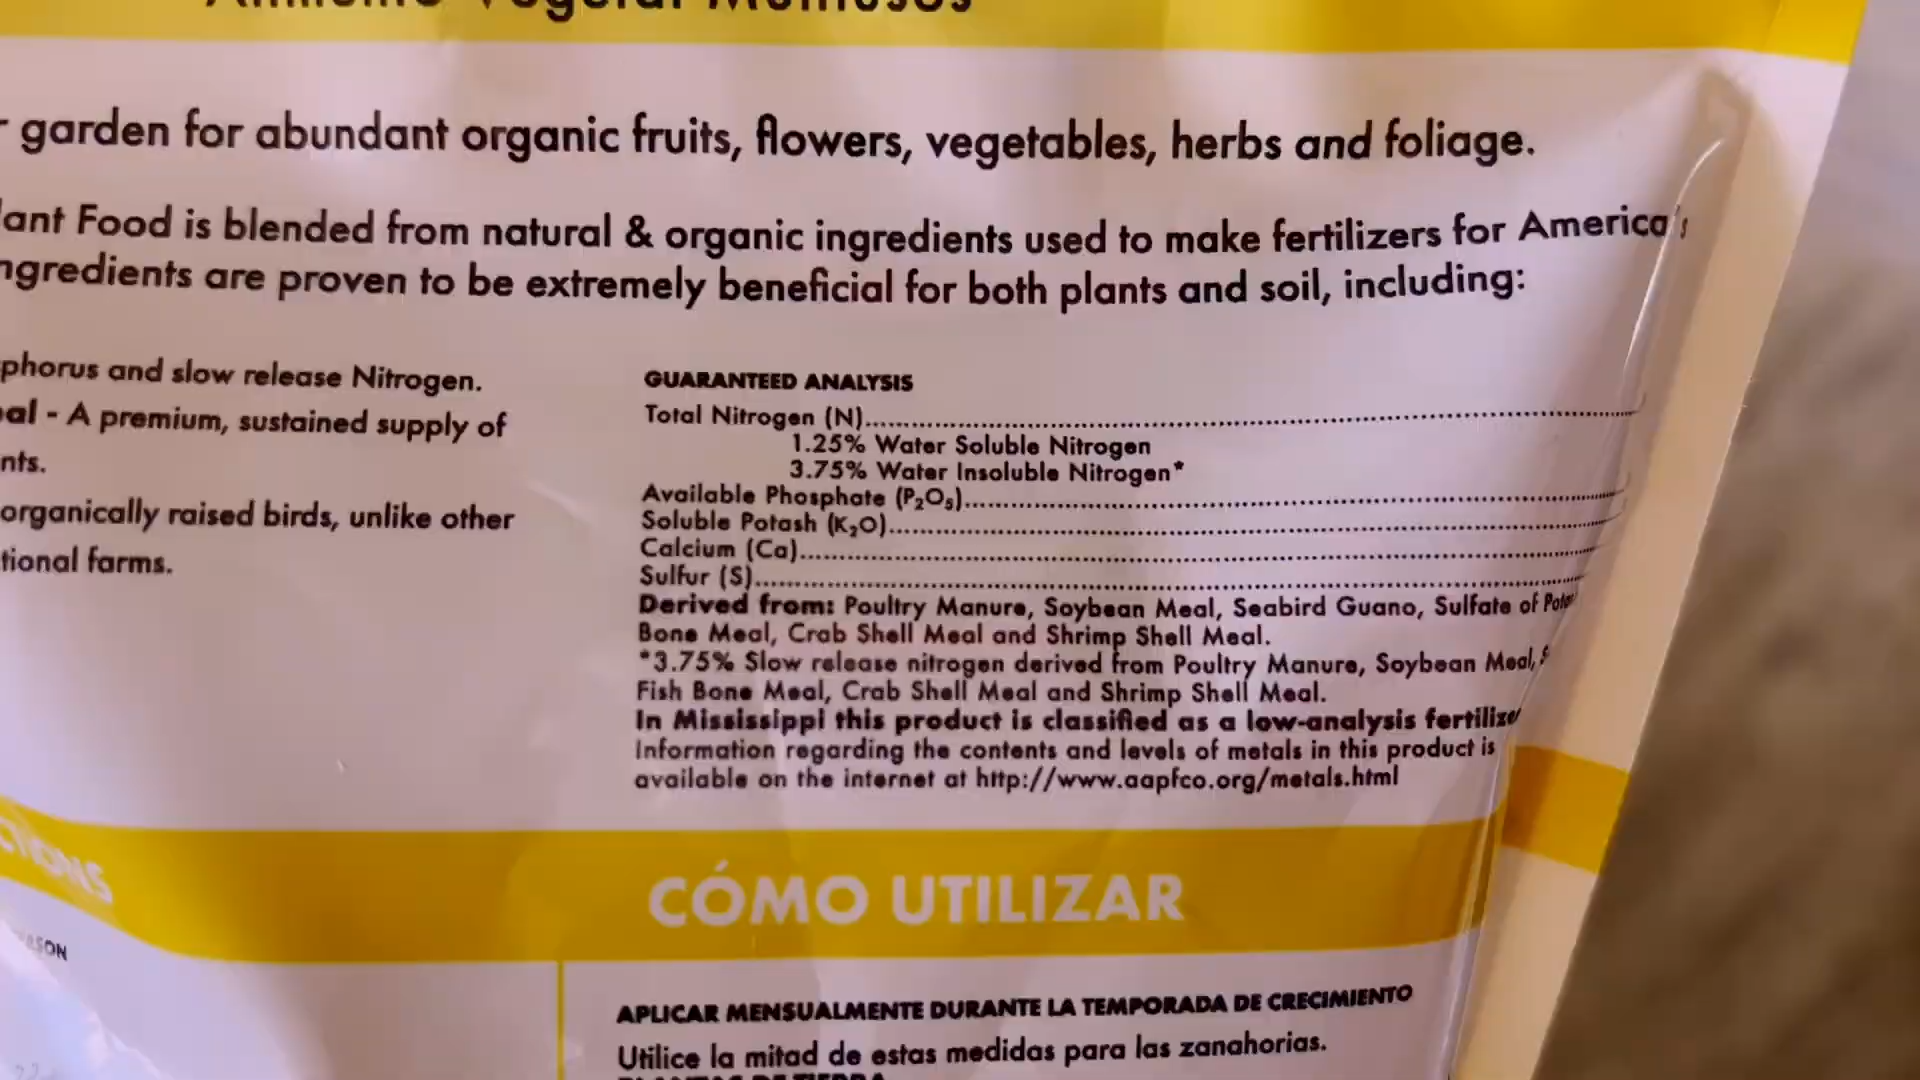 garden for abundant organic fruits, flowers, vegetables, herbs and foliage.
ant Food is blended from natural & organic ingredients used to make fertilizers for America's
ngredients are proven to be extremely beneficial for both plants and soil, including:
phorus and slow release Nitrogen.
al - A premium, sustained supply of
nts.
organically raised birds, unlike other
tional farms.
GUARANTEED ANALYSIS
Total Nitrogen (N)
1.25% Water Soluble Nitrogen
3.75% Water Insoluble Nitrogen*
Available Phosphate (P₂O₅)
Soluble Potash (K₂O)
Calcium (Ca)
Sulfur (S)
Derived from: Poultry Manure, Soybean Meal, Seabird Guano, Sulfate of
Bone Meal, Crab Shell Meal and Shrimp Shell Meal.
*3.75% Slow release nitrogen derived from Poultry Manure, Soybean Meal,
Fish Bone Meal, Crab Shell Meal and Shrimp Shell Meal.
In Mississippi this product is classified as a low-analysis fertilize
Information regarding the contents and levels of metals in this product is
available on the internet at http://www.aapfco.org/metals.html
CTIONS
CÓMO UTILIZAR
ASON
APLICAR MENSUALMENTE DURANTE LA TEMPORADA DE CRECIMIENTO
Utilice la mitad de estas medidas para las zanahorias.